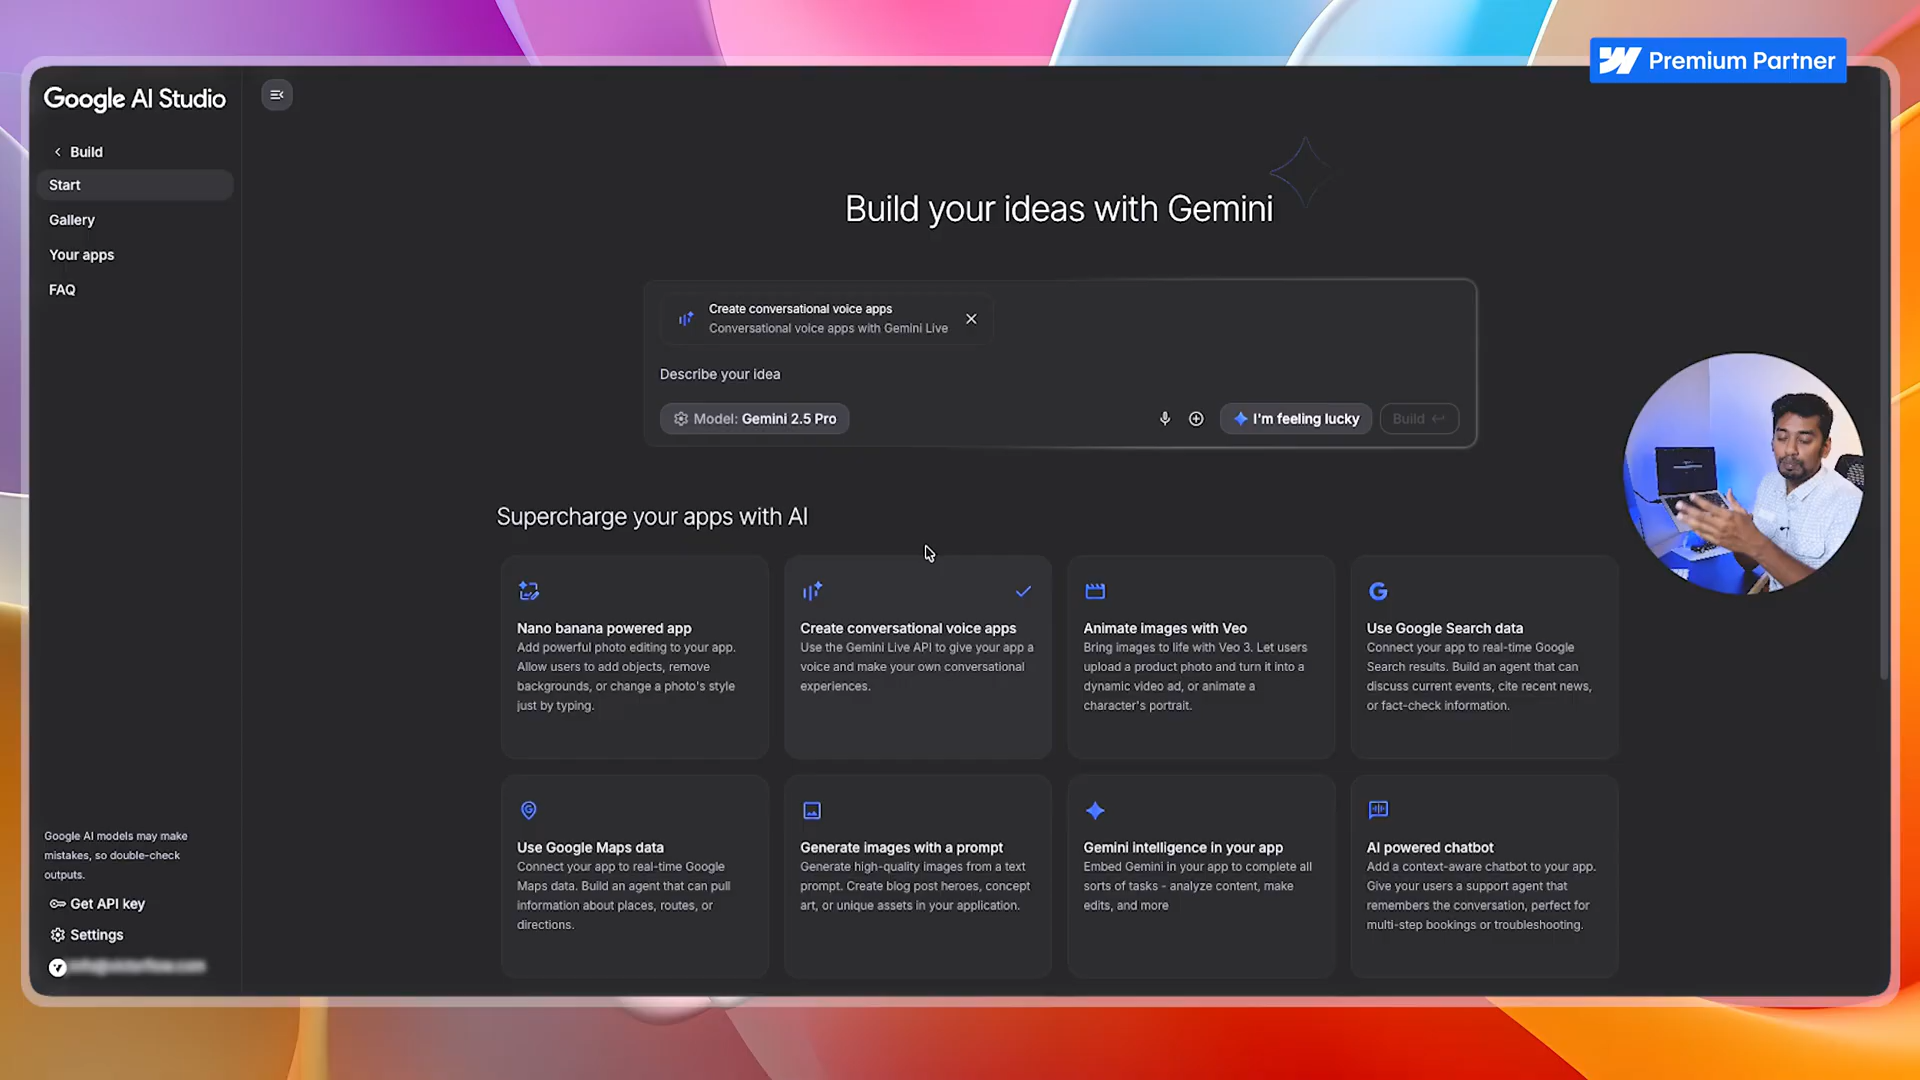 Premium Partner
Google AI Studio
Build
Start
Gallery
Your apps
FAQ
Build your ideas with Gemini
Create conversational voice apps
Conversational voice apps with Gemini Live
Describe your idea
Model: Gemini 2.5 Pro
I'm feeling lucky
Build
Supercharge your apps with AI
Nano banana powered app
Add powerful photo editing to your app.
Allow users to add objects, remove
backgrounds, or change a photo's style
just by typing.
Create conversational voice apps
Use the Gemini Live API to give your app a
voice and make your own conversational
experiences.
Animate images with Veo
Bring images to life with Veo 3. Let users
upload a product photo and turn it into a
dynamic video ad, or animate a
character's portrait.
Use Google Search data
Connect your app to real-time Google
Search results. Build an agent that can
discuss current events, cite recent news,
or fact-check information.
Use Google Maps data
Connect your app to real-time Google
Maps data. Build an agent that can pull
information about places, routes, or
directions.
Generate images with a prompt
Generate high-quality images from a text
prompt. Create blog post heroes, concept
art, or unique assets in your application.
Gemini intelligence in your app
Embed Gemini in your app to complete all
sorts of tasks - analyze content, make
edits, and more
AI powered chatbot
Add a context-aware chatbot to your app.
Give your users a support agent that
remembers the conversation, perfect for
multi-step bookings or troubleshooting.
Google AI models may make
mistakes, so double-check
outputs.
Get API key
Settings